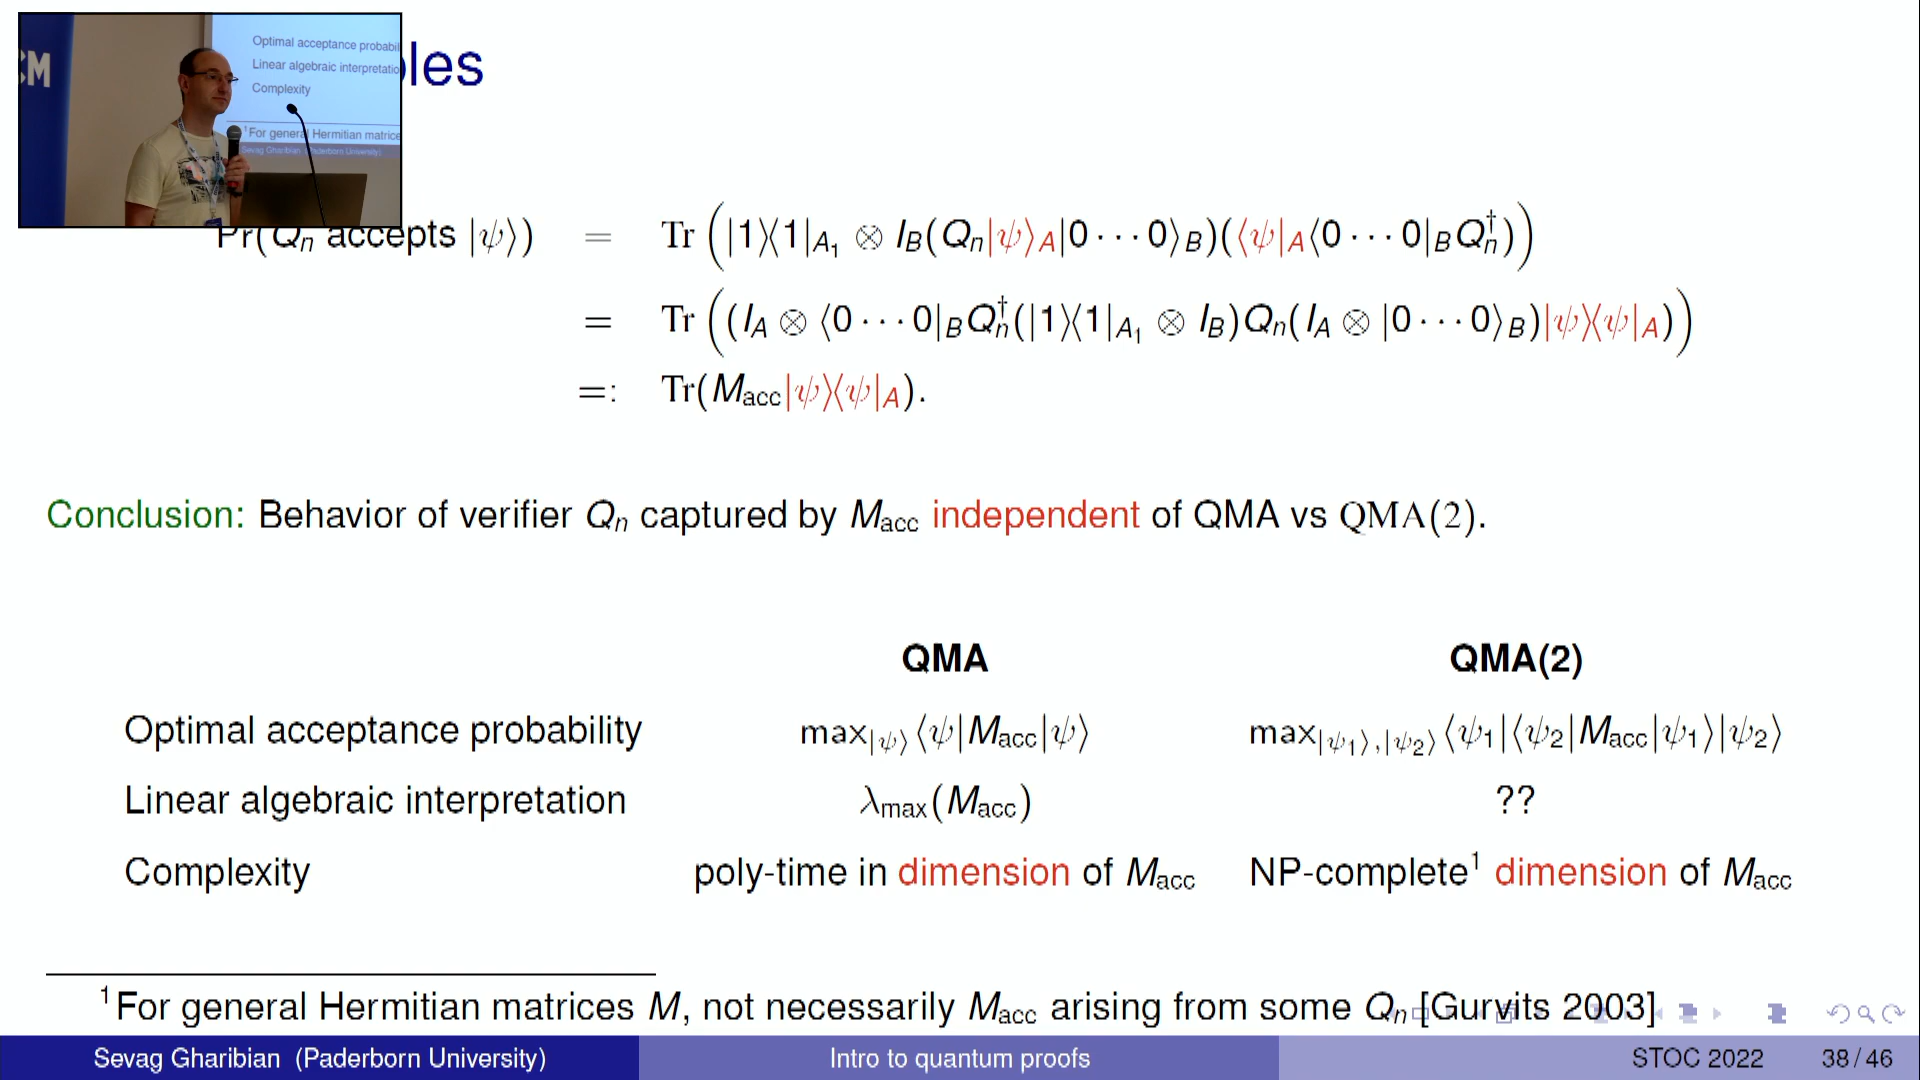 CM
Optimal acceptance probabil
Linear algebraic interpretatio
Complexity
¹For general Hermitian matrice
Sevag Gharibian (Paderborn University)
les
Pr(Qₙ accepts |ψ⟩) = Tr (|1⟩⟨1|_{A₁} ⊗ I_B(Qₙ|ψ⟩_A|0···0⟩_B)(⟨ψ|_A⟨0···0|_B Qₙ†))
= Tr ((I_A ⊗ ⟨0···0|_B Qₙ†(|1⟩⟨1|_{A₁} ⊗ I_B)Qₙ(I_A ⊗ |0···0⟩_B)|ψ⟩⟨ψ|_A))
=: Tr(M_acc|ψ⟩⟨ψ|_A).
Conclusion: Behavior of verifier Qₙ captured by M_acc independent of QMA vs QMA(2).
QMA QMA(2)
Optimal acceptance probability max_{|ψ⟩}⟨ψ|M_acc|ψ⟩ max_{|ψ₁⟩,|ψ₂⟩}⟨ψ₁|⟨ψ₂|M_acc|ψ₁⟩|ψ₂⟩
Linear algebraic interpretation λ_max(M_acc) ??
Complexity poly-time in dimension of M_acc NP-complete¹ dimension of M_acc
¹For general Hermitian matrices M, not necessarily M_acc arising from some Qₙ [Gurvits 2003]
Sevag Gharibian (Paderborn University) Intro to quantum proofs STOC 2022 38 / 46